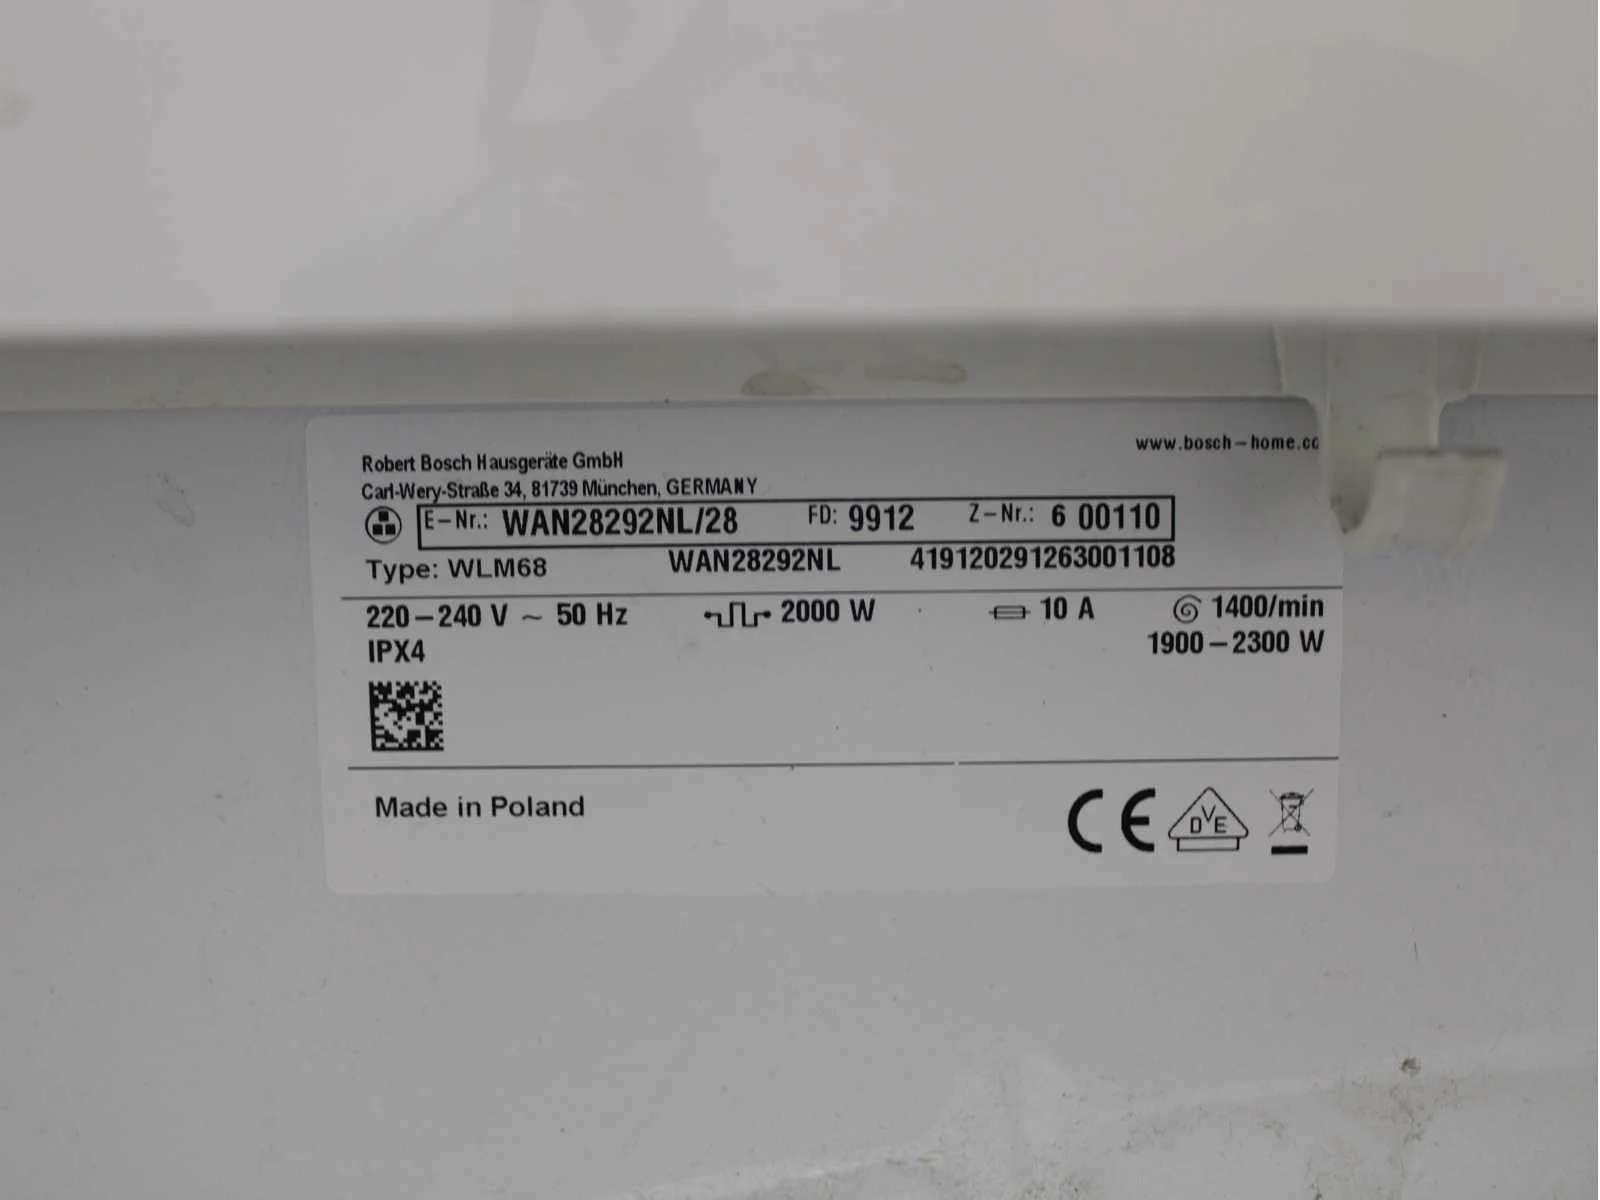 www.bosch-home.cc
Robert Bosch Hausgeräte GmbH
Carl-Wery-Straße 34, 81739 München, GERMANY
E-Nr.: WAN28292NL/28 FD: 9912 Z-Nr.: 6 00110
Type: WLM68 WAN28292NL 419120291263001108
220-240 V ~ 50 Hz 2000 W 10 A 1400/min
IPX4 1900-2300 W
Made in Poland
CE DVE